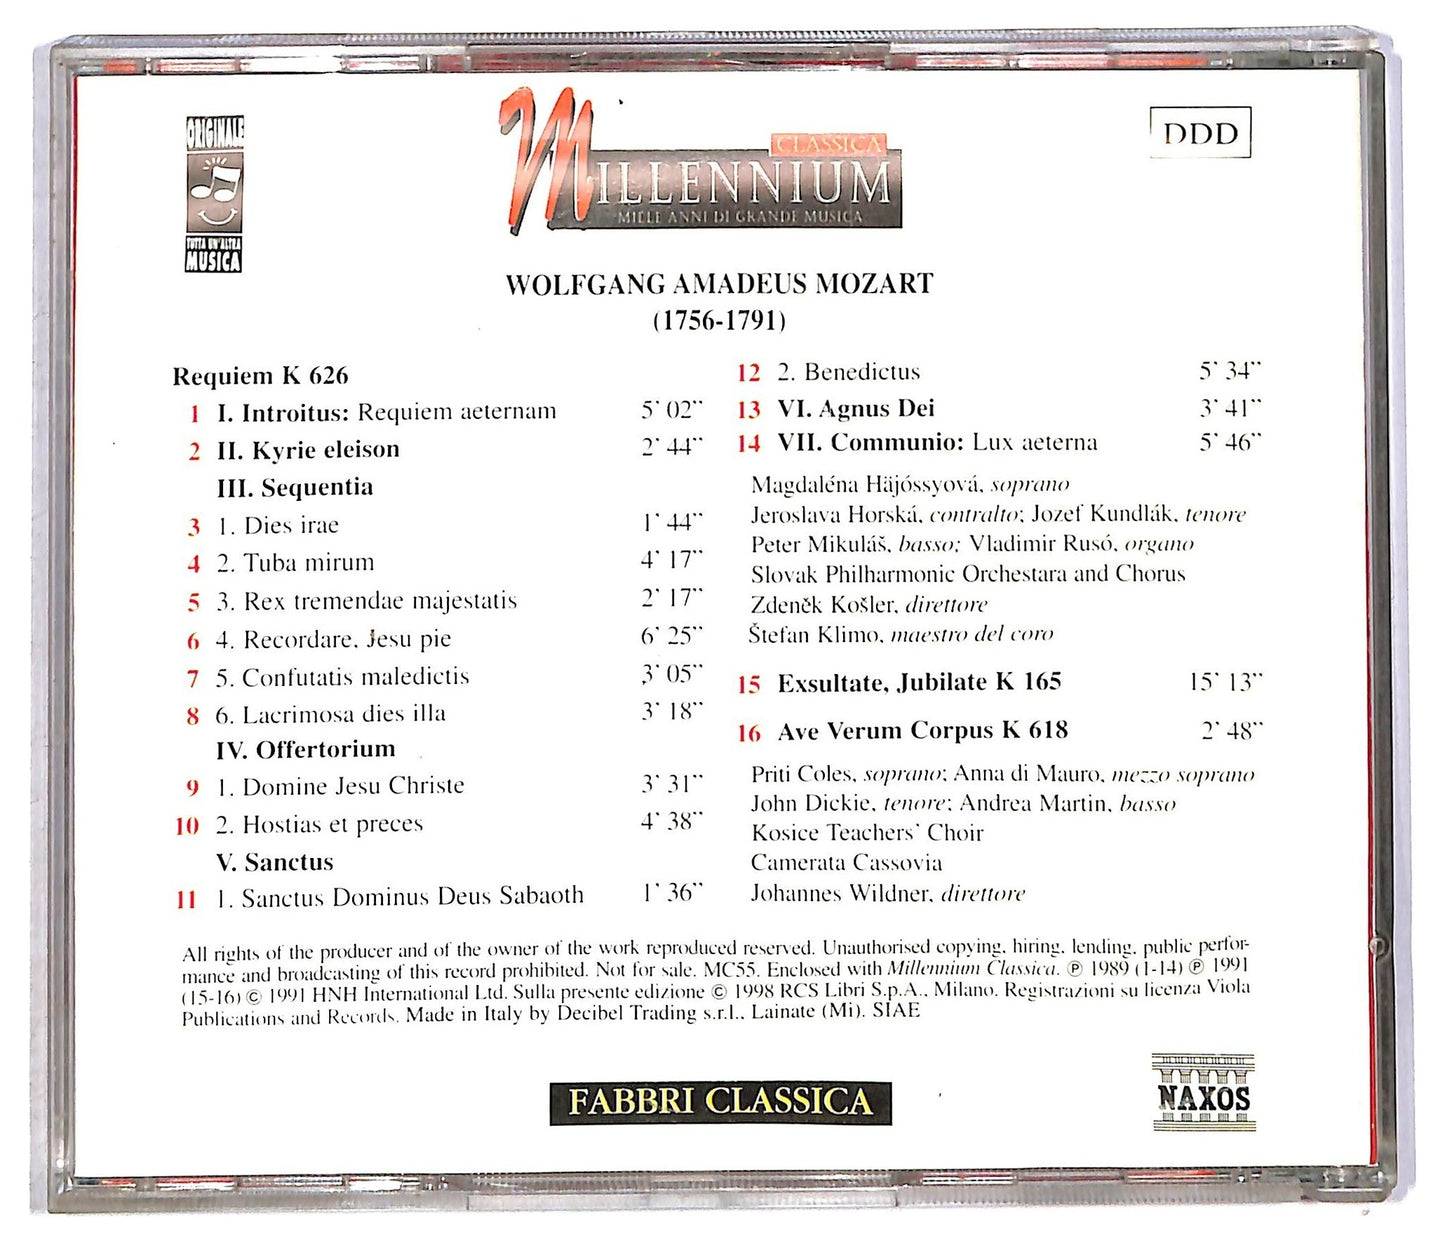 ORIGINALE
TUTTA UN'ALTRA
MUSICA
CLASSICA
MILLENNIUM
MILLE ANNI DI GRANDE MUSICA
DDD
WOLFGANG AMADEUS MOZART
(1756-1791)
Requiem K 626
1 I. Introitus: Requiem aeternam 5' 02"
2 II. Kyrie eleison 2' 44"
III. Sequentia
3 1. Dies irae 1' 44"
4 2. Tuba mirum 4' 17"
5 3. Rex tremendae majestatis 2' 17"
6 4. Recordare, Jesu pie 6' 25"
7 5. Confutatis maledictis 3' 05"
8 6. Lacrimosa dies illa 3' 18"
IV. Offertorium
9 1. Domine Jesu Christe 3' 31"
10 2. Hostias et preces 4' 38"
V. Sanctus
11 1. Sanctus Dominus Deus Sabaoth 1' 36"
12 2. Benedictus 5' 34"
13 VI. Agnus Dei 3' 41"
14 VII. Communio: Lux aeterna 5' 46"
Magdaléna Häjóssyová, soprano
Jeroslava Horská, contralto; Jozef Kundlák, tenore
Peter Mikuláš, basso; Vladimir Rusó, organo
Slovak Philharmonic Orchestara and Chorus
Zdeněk Košler, direttore
Štefan Klimo, maestro del coro
15 Exsultate, Jubilate K 165 15' 13"
16 Ave Verum Corpus K 618 2' 48"
Priti Coles, soprano; Anna di Mauro, mezzo soprano
John Dickie, tenore; Andrea Martin, basso
Kosice Teachers' Choir
Camerata Cassovia
Johannes Wildner, direttore
All rights of the producer and of the owner of the work reproduced reserved. Unauthorised copying, hiring, lending, public perfor-
mance and broadcasting of this record prohibited. Not for sale. MC55. Enclosed with Millennium Classica. ℗ 1989 (1-14) ℗ 1991
(15-16) © 1991 HNH International Ltd. Sulla presente edizione © 1998 RCS Libri S.p.A., Milano. Registrazioni su licenza Viola
Publications and Records. Made in Italy by Decibel Trading s.r.l., Lainate (Mi). SIAE
FABBRI CLASSICA
NAXOS